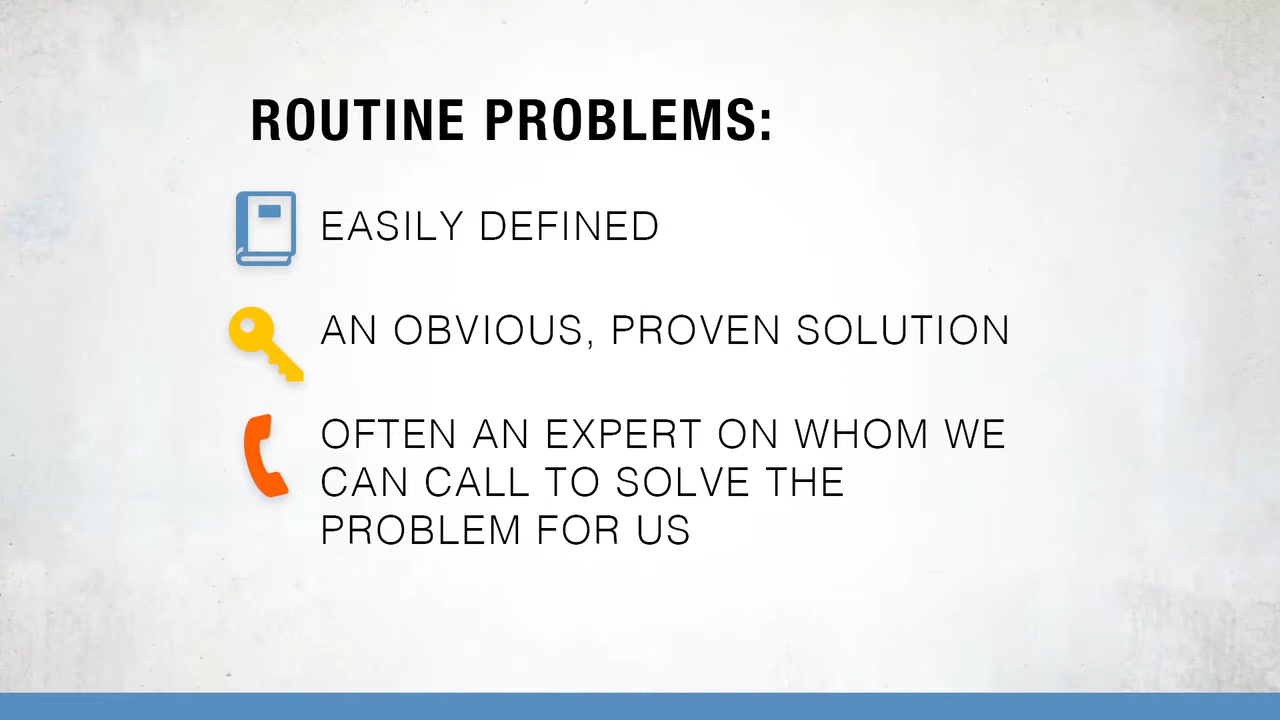 ROUTINE PROBLEMS:
EASILY DEFINED
AN OBVIOUS, PROVEN SOLUTION
OFTEN AN EXPERT ON WHOM WE
CAN CALL TO SOLVE THE
PROBLEM FOR US